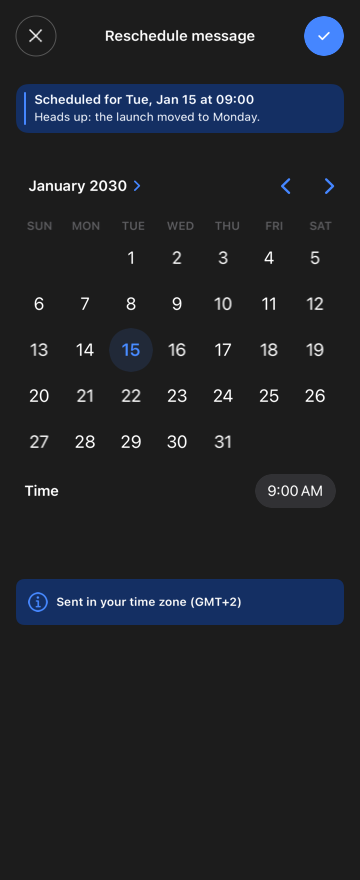 Reschedule message
Scheduled for Tue, Jan 15 at 09:00
Heads up: the launch moved to Monday.
January 2030
SUN MON TUE WED THU FRI SAT
1 2 3 4 5
6 7 8 9 10 11 12
13 14 15 16 17 18 19
20 21 22 23 24 25 26
27 28 29 30 31
Time 9:00 AM
Sent in your time zone (GMT+2)